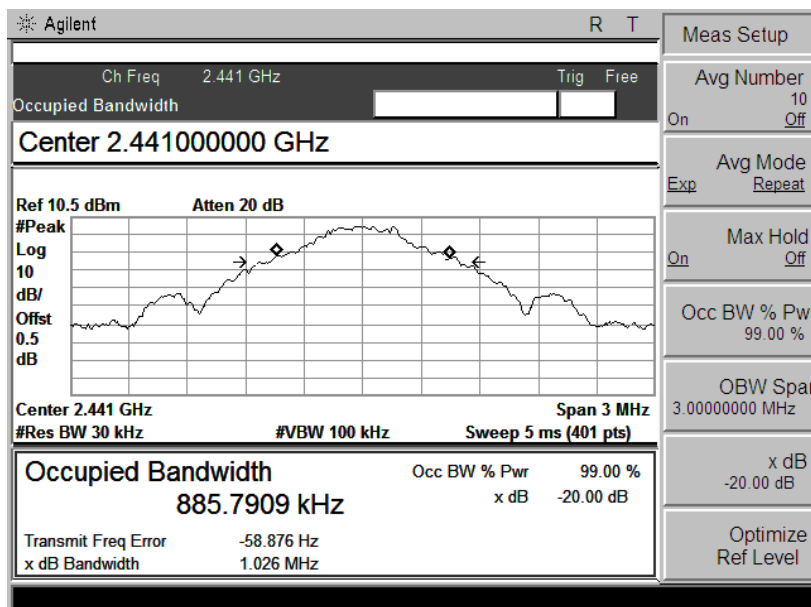 Agilent R T
Ch Freq 2.441 GHz Trig Free
Occupied Bandwidth
Center 2.441000000 GHz
Ref 10.5 dBm Atten 20 dB
#Peak
Log
10
dB/
Offst
0.5
dB
Center 2.441 GHz Span 3 MHz
#Res BW 30 kHz #VBW 100 kHz Sweep 5 ms (401 pts)
Occupied Bandwidth
885.7909 kHz
Occ BW % Pwr 99.00 %
x dB -20.00 dB
Transmit Freq Error -58.876 Hz
x dB Bandwidth 1.026 MHz
Meas Setup
Avg Number
10
On Off
Avg Mode
Exp Repeat
Max Hold
On Off
Occ BW % Pw
99.00 %
OBW Spa
3.00000000 MHz
x dB
-20.00 dB
Optimize
Ref Level